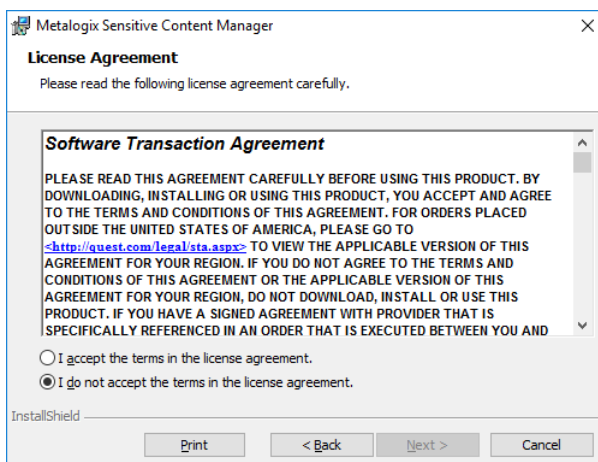 Metalogix Sensitive Content Manager
License Agreement
Please read the following license agreement carefully.
Software Transaction Agreement
PLEASE READ THIS AGREEMENT CAREFULLY BEFORE USING THIS PRODUCT. BY
DOWNLOADING, INSTALLING OR USING THIS PRODUCT, YOU ACCEPT AND AGREE
TO THE TERMS AND CONDITIONS OF THIS AGREEMENT. FOR ORDERS PLACED
OUTSIDE THE UNITED STATES OF AMERICA, PLEASE GO TO
<http://quest.com/legal/sta.aspx> TO VIEW THE APPLICABLE VERSION OF THIS
AGREEMENT FOR YOUR REGION. IF YOU DO NOT AGREE TO THE TERMS AND
CONDITIONS OF THIS AGREEMENT OR THE APPLICABLE VERSION OF THIS
AGREEMENT FOR YOUR REGION, DO NOT DOWNLOAD, INSTALL OR USE THIS
PRODUCT. IF YOU HAVE A SIGNED AGREEMENT WITH PROVIDER THAT IS
SPECIFICALLY REFERENCED IN AN ORDER THAT IS EXECUTED BETWEEN YOU AND
I accept the terms in the license agreement.
I do not accept the terms in the license agreement.
InstallShield
Print
< Back
Next >
Cancel